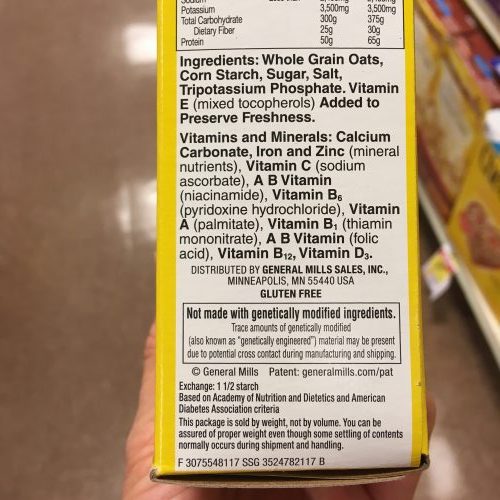 Potassium 3,500mg 3,500mg
Total Carbohydrate 300g 375g
Dietary Fiber 25g 30g
Protein 50g 65g
Ingredients: Whole Grain Oats,
Corn Starch, Sugar, Salt,
Tripotassium Phosphate. Vitamin
E (mixed tocopherols) Added to
Preserve Freshness.
Vitamins and Minerals: Calcium
Carbonate, Iron and Zinc (mineral
nutrients), Vitamin C (sodium
ascorbate), A B Vitamin
(niacinamide), Vitamin B6
(pyridoxine hydrochloride), Vitamin
A (palmitate), Vitamin B1 (thiamin
mononitrate), A B Vitamin (folic
acid), Vitamin B12, Vitamin D3.
DISTRIBUTED BY GENERAL MILLS SALES, INC.,
MINNEAPOLIS, MN 55440 USA
GLUTEN FREE
Not made with genetically modified ingredients.
Trace amounts of genetically modified
(also known as "genetically engineered") material may be present
due to potential cross contact during manufacturing and shipping.
© General Mills Patent: generalmills.com/pat
Exchange: 1 1/2 starch
Based on Academy of Nutrition and Dietetics and American
Diabetes Association criteria
This package is sold by weight, not by volume. You can be
assured of proper weight even though some settling of contents
normally occurs during shipment and handling.
F 3075548117 SSG 3524782117 B